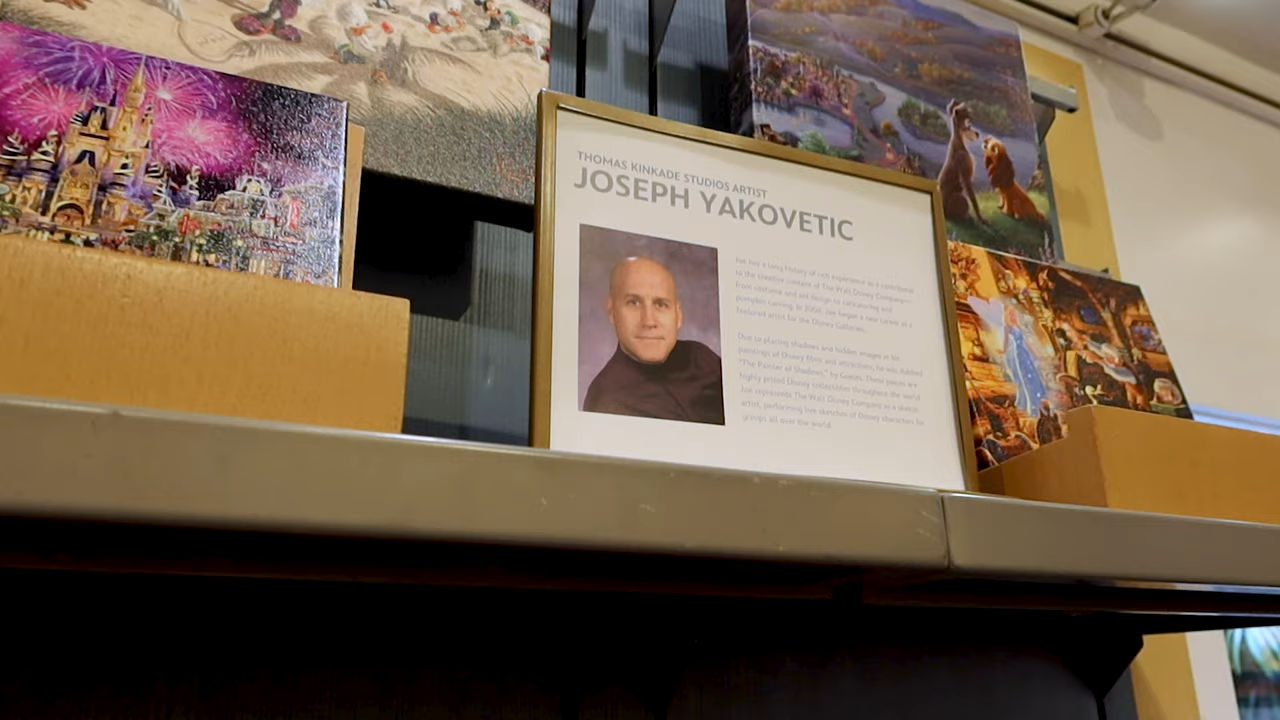 THOMAS KINKADE STUDIOS ARTIST
JOSEPH YAKOVETIC
Joe has a long history of rich experience as a contributor
to the creative content of The Walt Disney Company—
from costume and set design to caricaturing and
pumpkin carving. In 2004, Joe began a new career as a
featured artist for the Disney Galleries.
Due to placing shadows and hidden images in his
paintings of Disney films and attractions, he was dubbed
"The Painter of Shadows," by Guests. These pieces are
highly prized Disney collectibles throughout the world.
Joe represents The Walt Disney Company as a sketch
artist, performing live sketches of Disney characters for
groups all over the world.